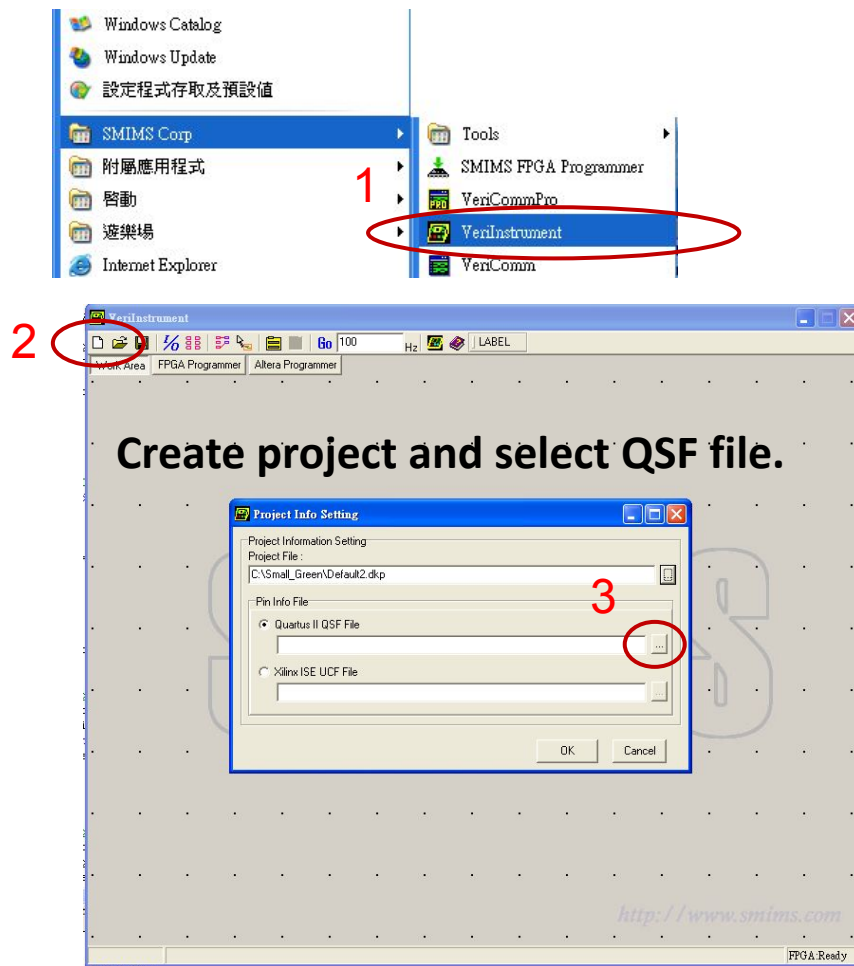 Windows Catalog
Windows Update
設定程式存取及預設值
SMIMS Corp
附屬應用程式
啓動
遊樂場
Internet Explorer
1
Tools
SMIMS FPGA Programmer
VeriCommPro
VeriInstrument
VeriComm
2
VeriInstrument
I/O Go 100 Hz LABEL
Work Area FPGA Programmer Altera Programmer
Create project and select QSF file.
Project Info Setting
Project Information Setting
Project File :
C:\Small_Green\Default2.dkp
...
Pin Info File
3
Quartus II QSF File
...
Xilinx ISE UCF File
...
OK Cancel
SMIMS
http://www.smims.com
FPGA:Ready